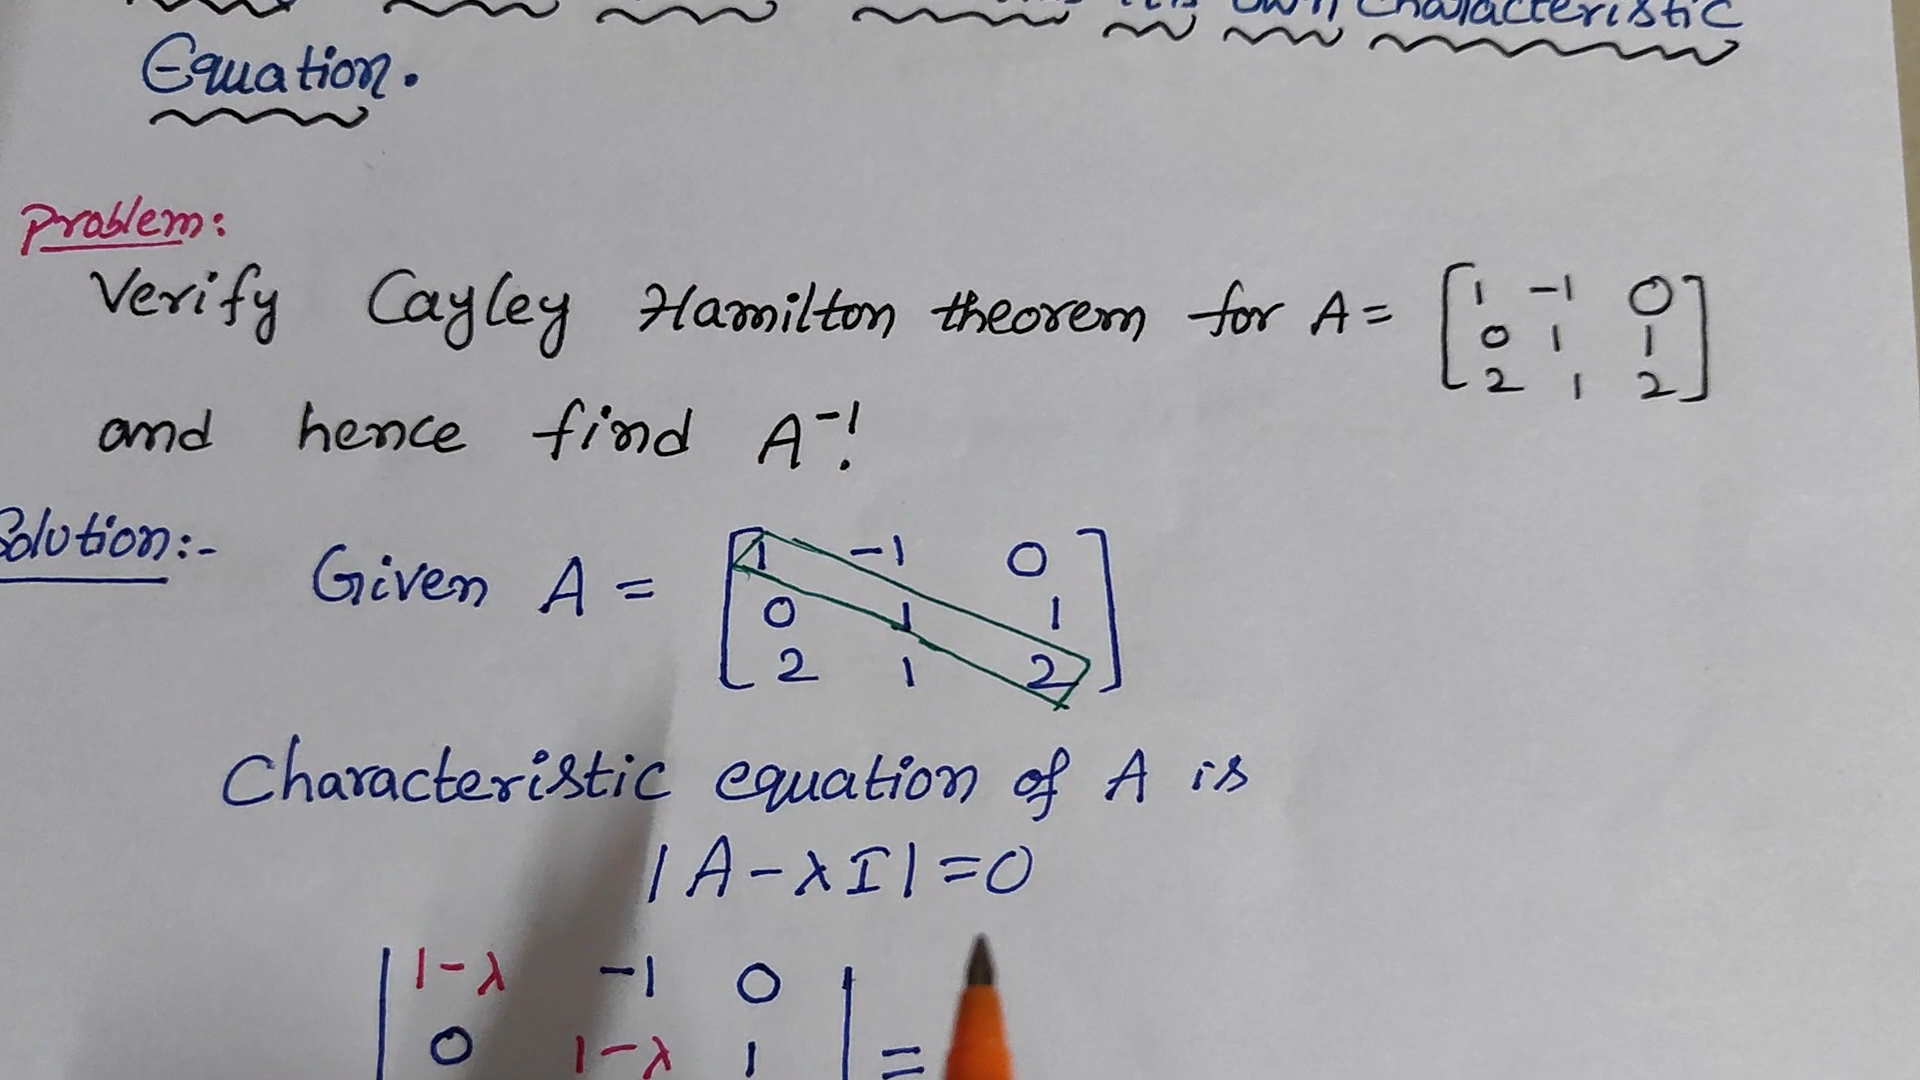 own characteristic
Equation.
Problem:
Verify Cayley Hamilton theorem for A = [1 -1 0
0 1 1
2 1 2]
and hence find A⁻¹.
Solution:-
Given A = [1 -1 0
0 1 1
2 1 2]
Characteristic equation of A is
|A-λI|=0
|1-λ -1 0|
|0 1-λ 1| =